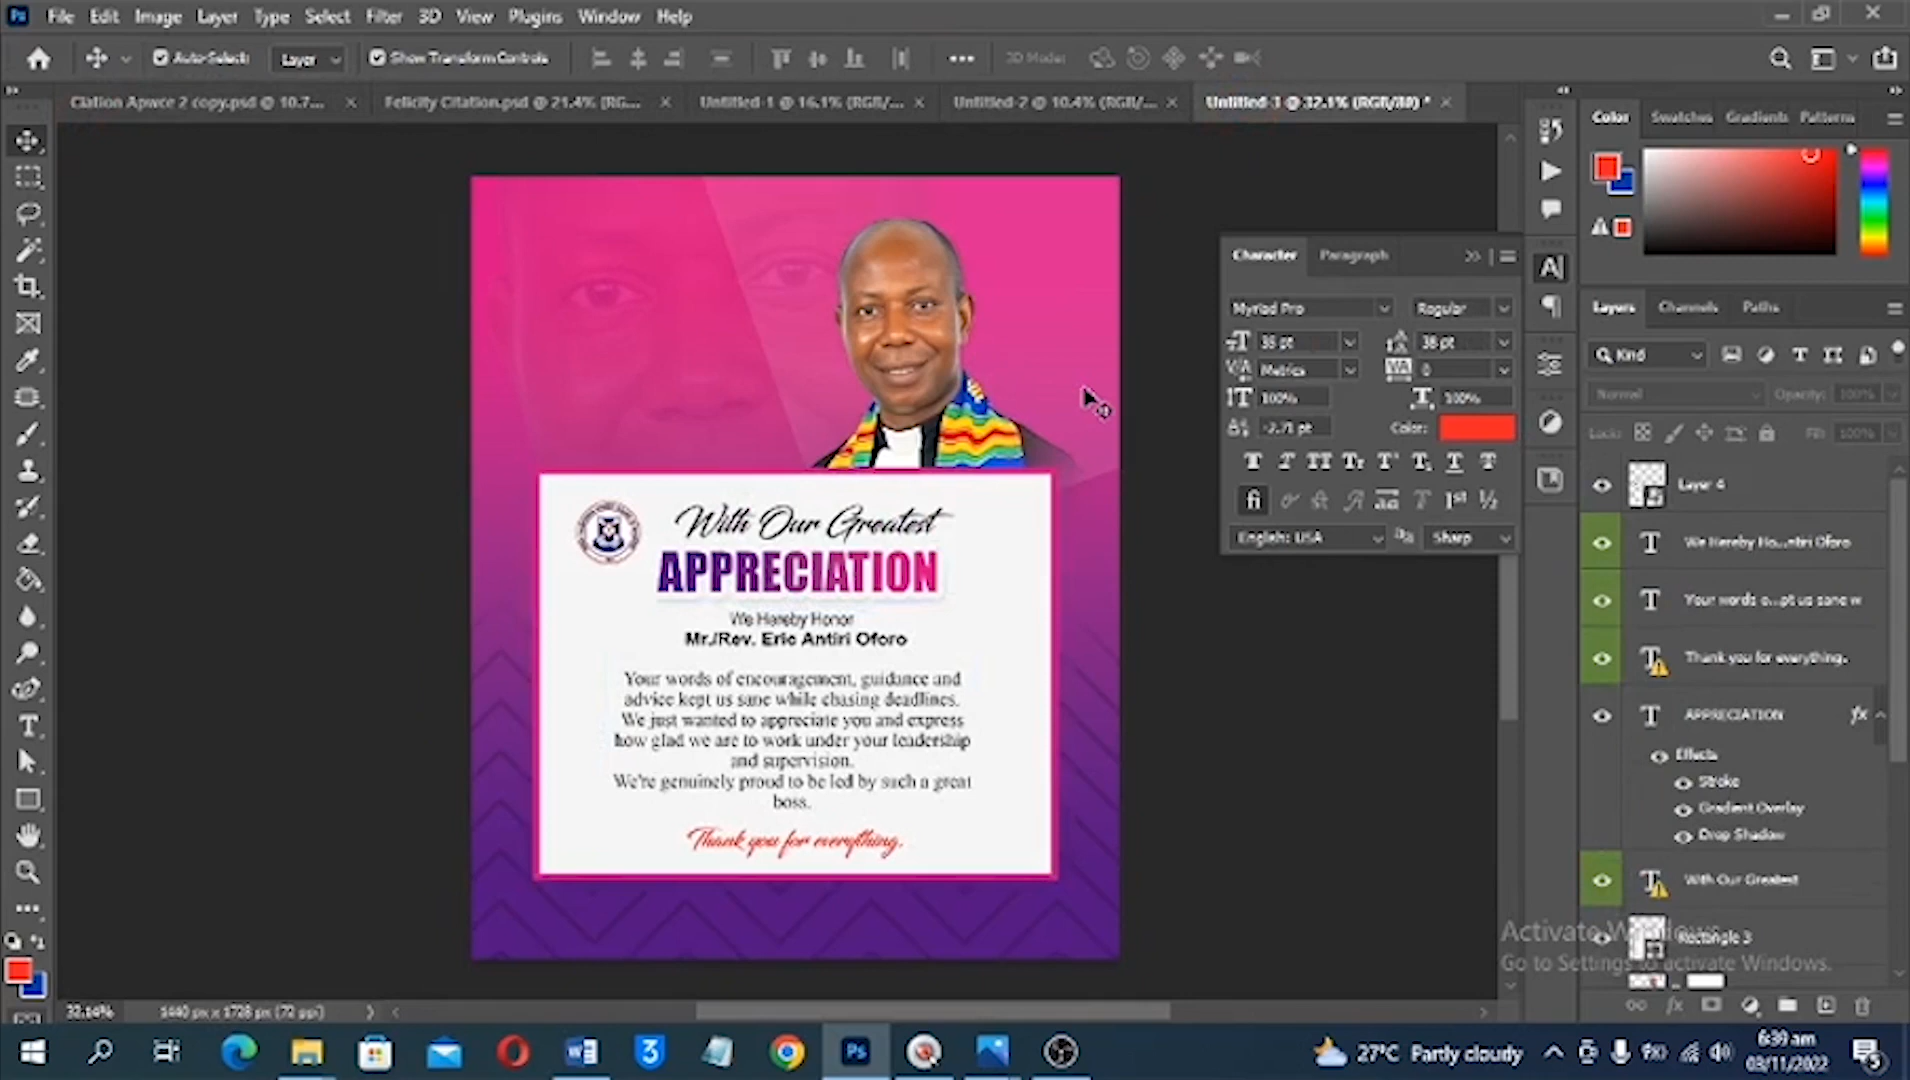 Ps File Edit Image Layer Type Select Filter 3D View Plugins Window Help
Auto-Select: Layer Show Transform Controls 3D Mode:
Ciation Apwce 2 copy.psd @ 10.7... Felicity Citation.psd @ 21.4% (RG... Untitled-1 @ 16.1% (RGB/... Untitled-2 @ 10.4% (RGB/... Untitled-3 @ 32.1% (RGB/8#) *
Color Swatches Gradients Patterns
Character Paragraph
Myriad Pro Regular
35 pt 38 pt
Metrics 0
100% 100%
-2.71 pt Color:
English: USA Sharp
Layers Channels Paths
Kind
Normal Opacity: 100%
Lock: Fill: 100%
Layer 4
We Hereby Ho...ntiri Oforo
Your words o...pt us sane w
Thank you for everything.
APPRECIATION fx
Effects
Stroke
Gradient Overlay
Drop Shadow
With Our Greatest
Rectangle 3
With Our Greatest
APPRECIATION
We Hereby Honor
Mr./Rev. Eric Antiri Oforo
Your words of encouragement, guidance and
advice kept us sane while chasing deadlines.
We just wanted to appreciate you and express
how glad we are to work under your leadership
and supervision.
We're genuinely proud to be led by such a great
boss.
Thank you for everything.
Activate Windows
Go to Settings to activate Windows.
32.14% 1440 px x 1728 px (72 ppi)
27°C Partly cloudy
6:39 am
03/11/2022